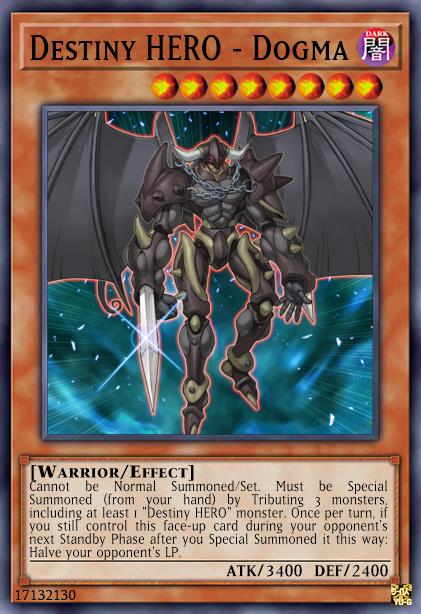 Destiny HERO - Dogma
DARK
闇
[Warrior/Effect]
Cannot be Normal Summoned/Set. Must be Special
Summoned (from your hand) by Tributing 3 monsters,
including at least 1 "Destiny HERO" monster. Once per turn, if
you still control this face-up card during your opponent's
next Standby Phase after you Special Summoned it this way:
Halve your opponent's LP.
ATK/3400 DEF/2400
17132130